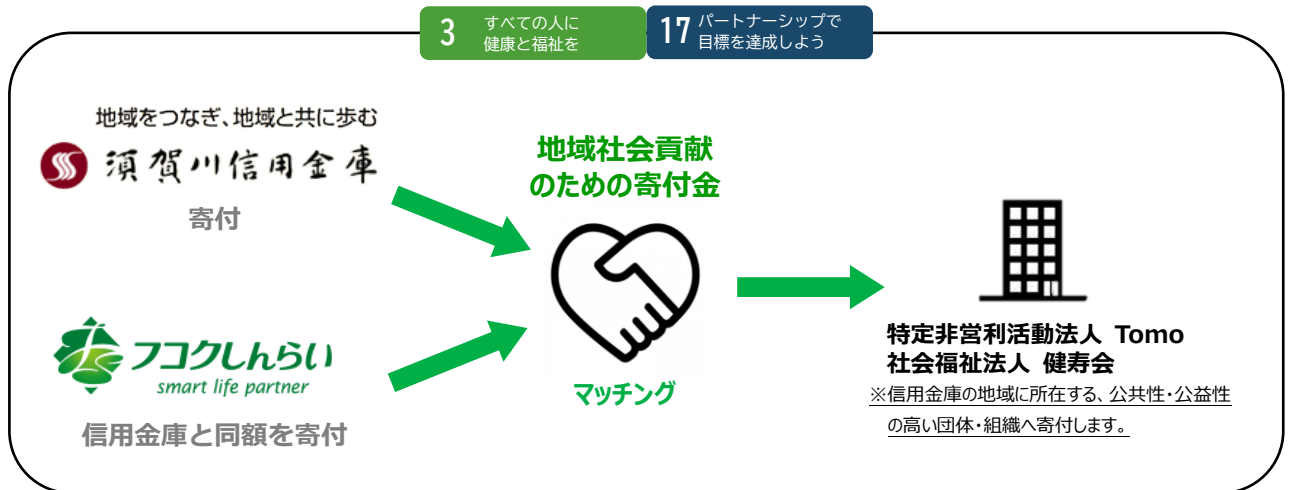 3
すべての人に
健康と福祉を
17
パートナーシップで
目標を達成しよう
地域をつなぎ、地域と共に歩む
須賀川信用金庫
寄付
フコクしんらい
smart life partner
信用金庫と同額を寄付
地域社会貢献
のための寄付金
マッチング
特定非営利活動法人 Tomo
社会福祉法人 健寿会
※信用金庫の地域に所在する、公共性・公益性
の高い団体・組織へ寄付します。